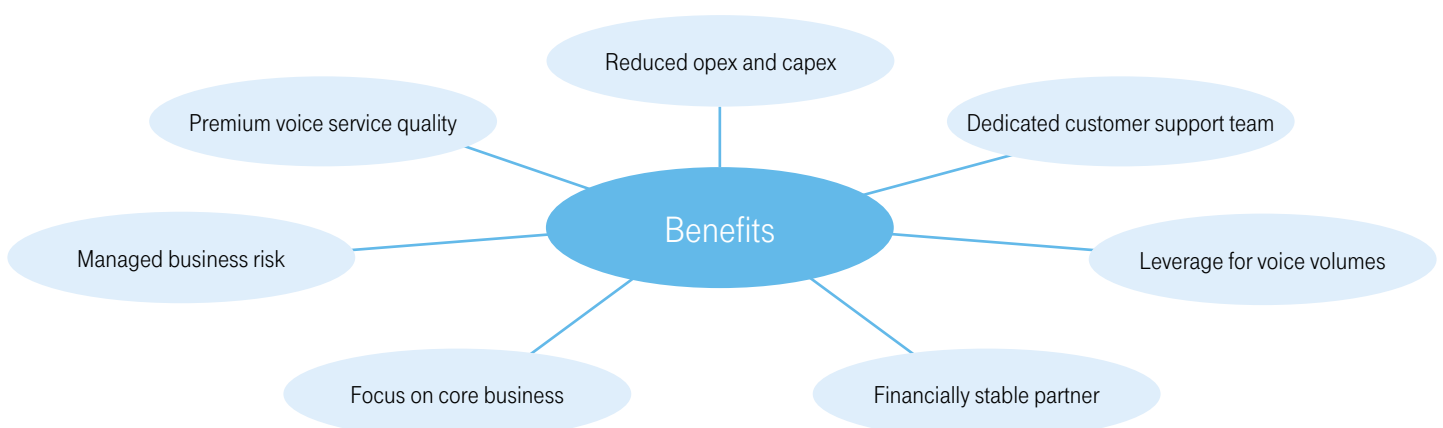 Reduced opex and capex
Premium voice service quality
Dedicated customer support team
Benefits
Managed business risk
Leverage for voice volumes
Focus on core business
Financially stable partner